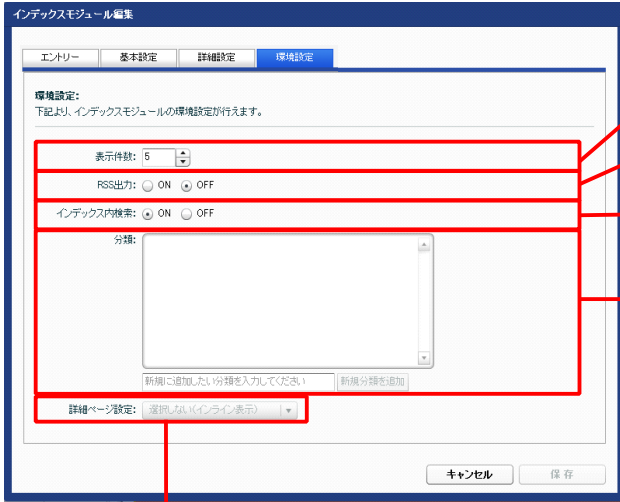 インデックスモジュール編集
エントリー 基本設定 詳細設定 環境設定
環境設定:
下記より、インデックスモジュールの環境設定が行えます。
表示件数: 5
RSS出力: ON OFF
インデックス内検索: ON OFF
分類:
新規に追加したい分類を入力してください 新規分類を追加
詳細ページ設定: 選択しない(インライン表示)
キャンセル 保存